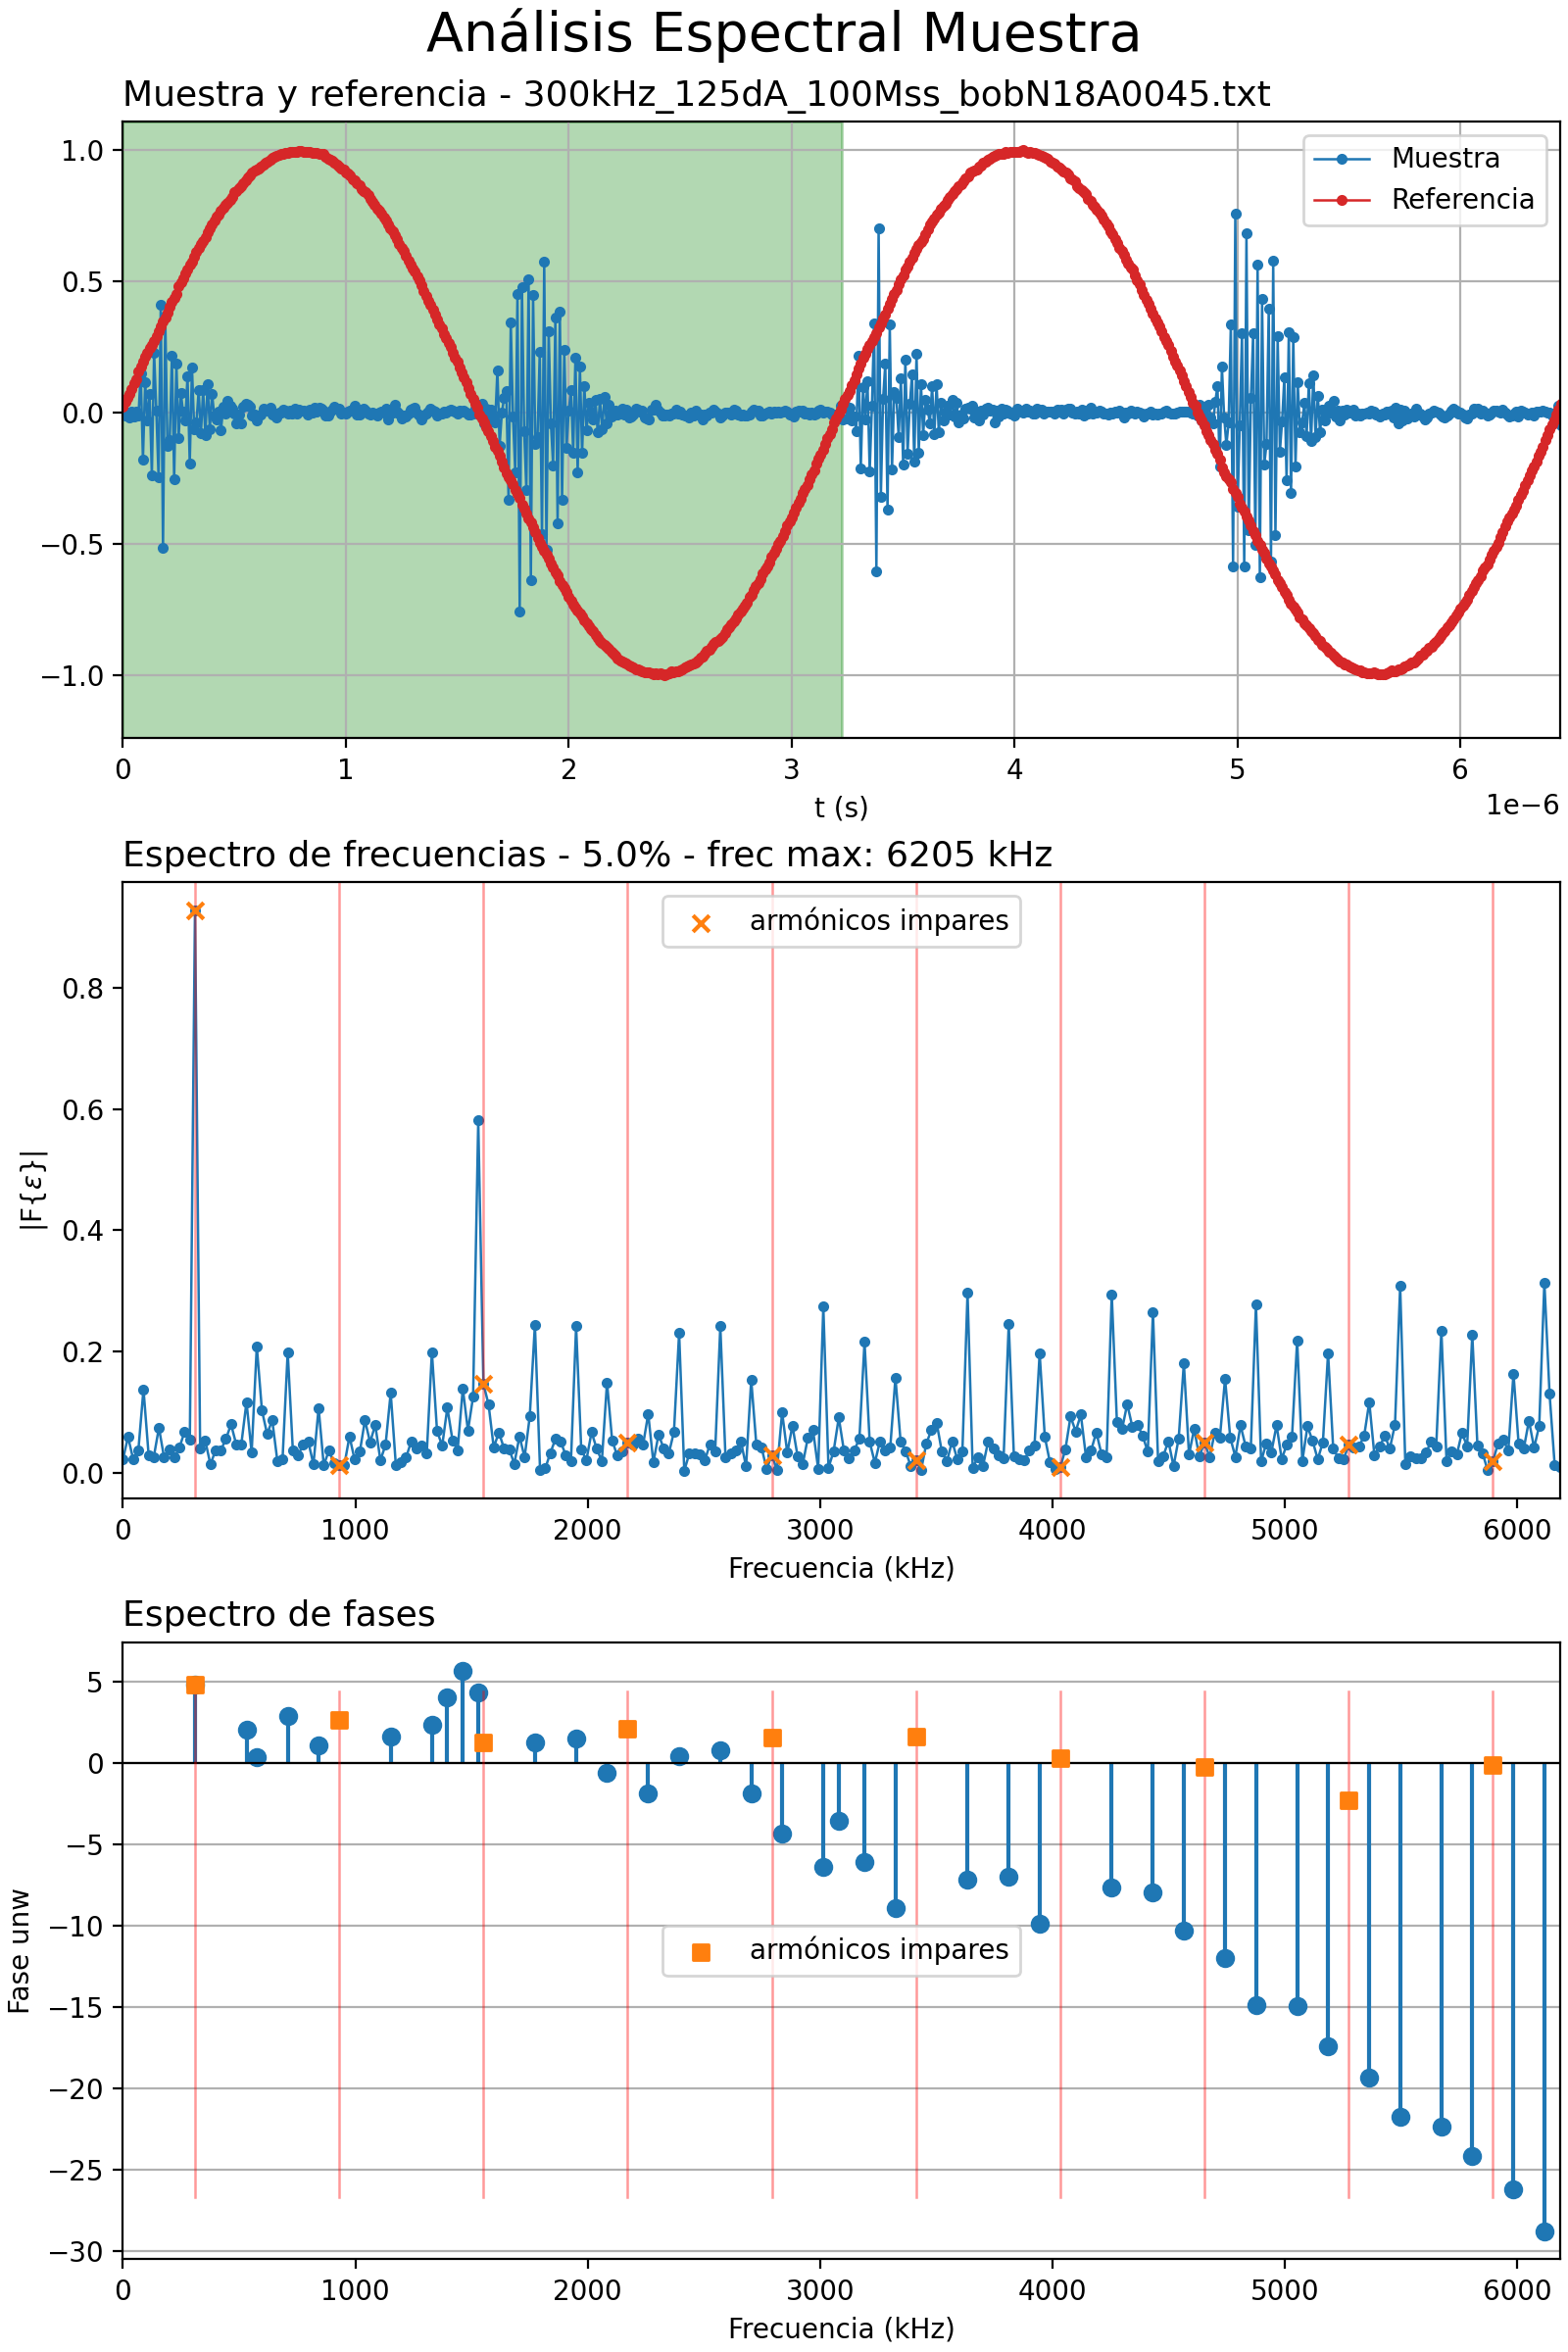 Análisis Espectral Muestra
Muestra y referencia - 300kHz_125dA_100Mss_bobN18A0045.txt
1.0
0.5
0.0
−0.5
−1.0
Muestra
Referencia
0 1 2 3 4 5 6
t (s)
1e−6
Espectro de frecuencias - 5.0% - frec max: 6205 kHz
armónicos impares
|F{ε}|
0.8
0.6
0.4
0.2
0.0
0 1000 2000 3000 4000 5000 6000
Frecuencia (kHz)
Espectro de fases
Fase unw
5
0
−5
−10
−15
−20
−25
−30
armónicos impares
0 1000 2000 3000 4000 5000 6000
Frecuencia (kHz)